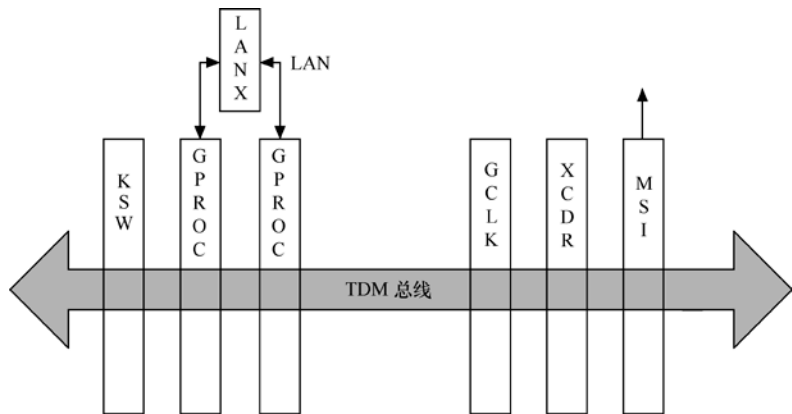 LANX
LAN
KSW
GPROC
GPROC
GCLK
XCDR
MSI
TDM 总线